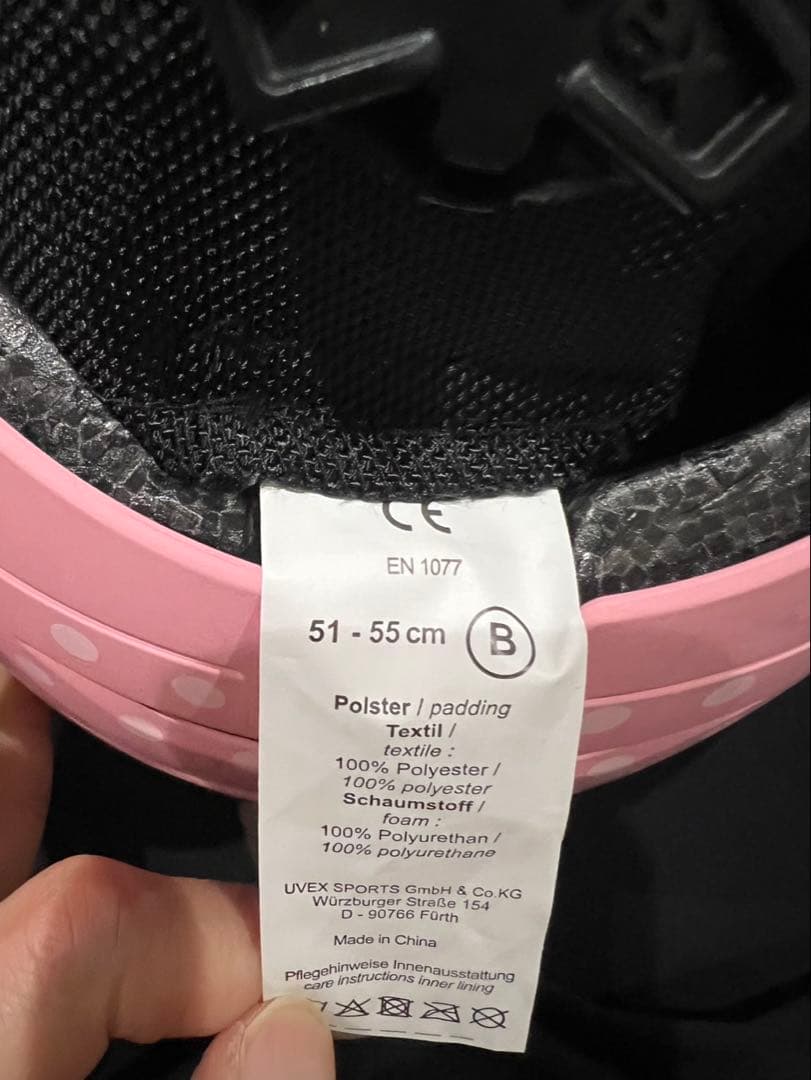 CE
EN 1077
51 - 55 cm B
Polster / padding
Textil /
textile :
100% Polyester /
100% polyester
Schaumstoff /
foam :
100% Polyurethan /
100% polyurethane
UVEX SPORTS GmbH & Co.KG
Würzburger Straße 154
D - 90766 Fürth
Made in China
Pflegehinweise Innenausstattung
care instructions inner lining